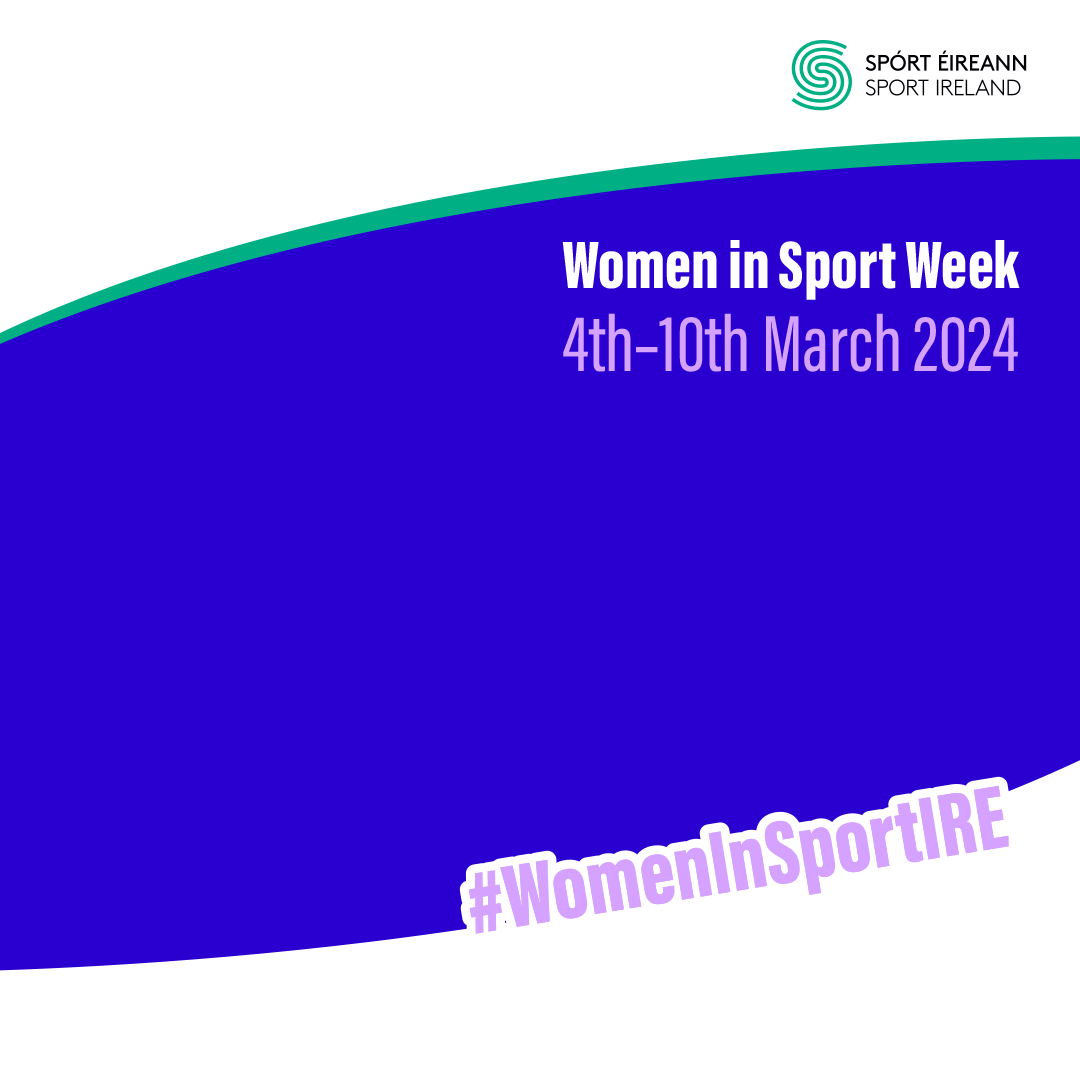 SPÓRT ÉIREANN
SPORT IRELAND
Women in Sport Week
4th–10th March 2024
#WomenInSportIRE